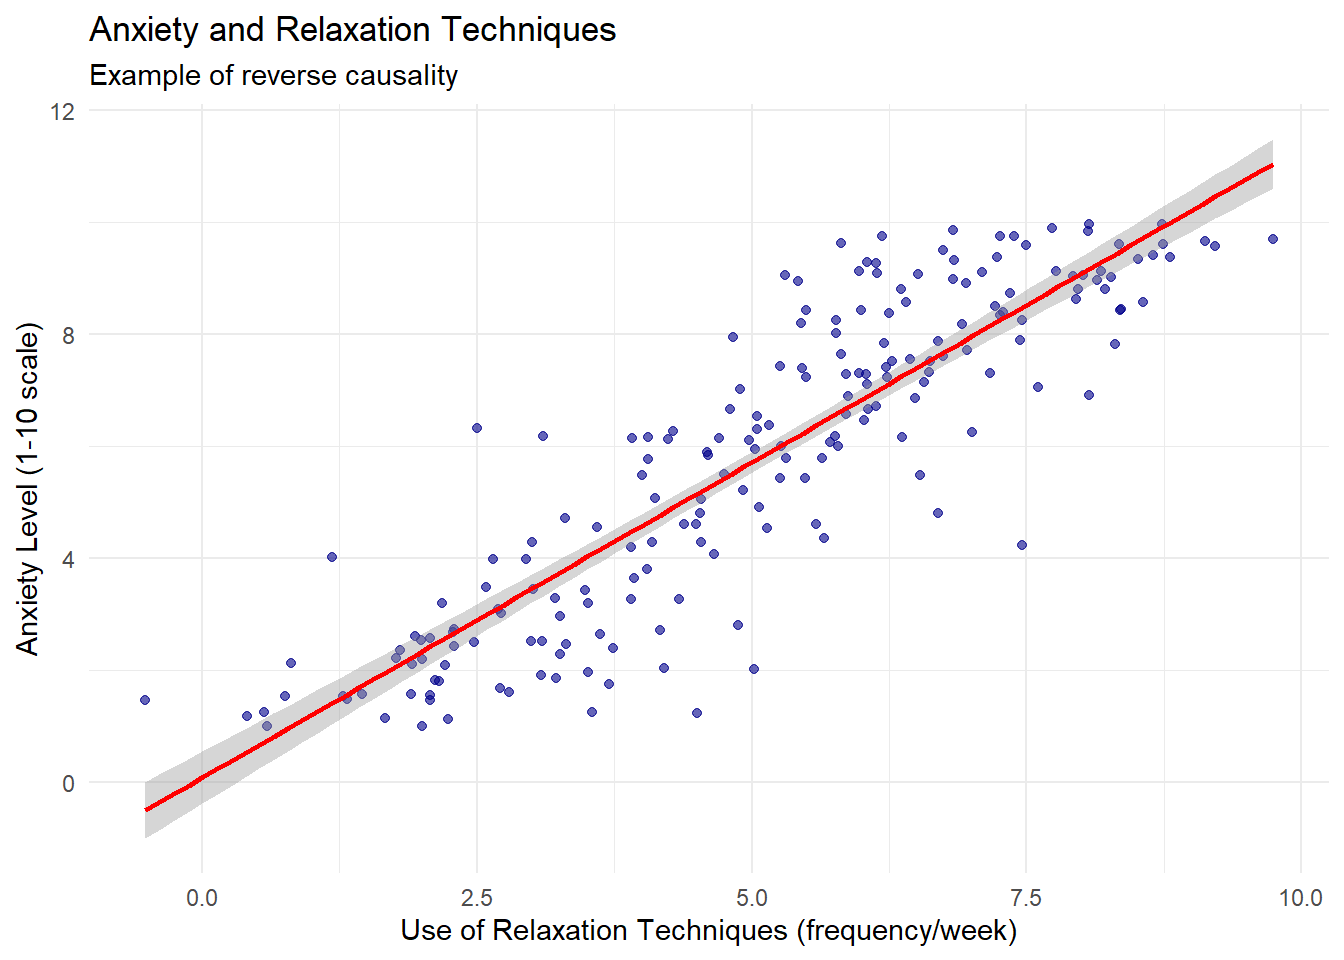 Anxiety and Relaxation Techniques
Example of reverse causality
12
8
4
0
Anxiety Level (1-10 scale)
0.0 2.5 5.0 7.5 10.0
Use of Relaxation Techniques (frequency/week)